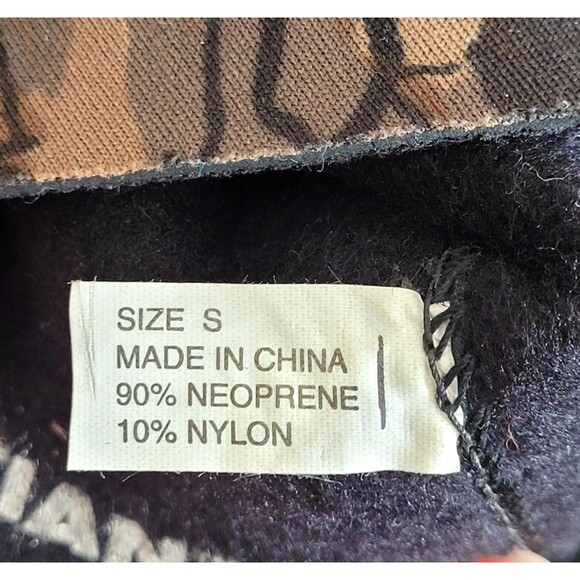 SIZE S
MADE IN CHINA
90% NEOPRENE
10% NYLON